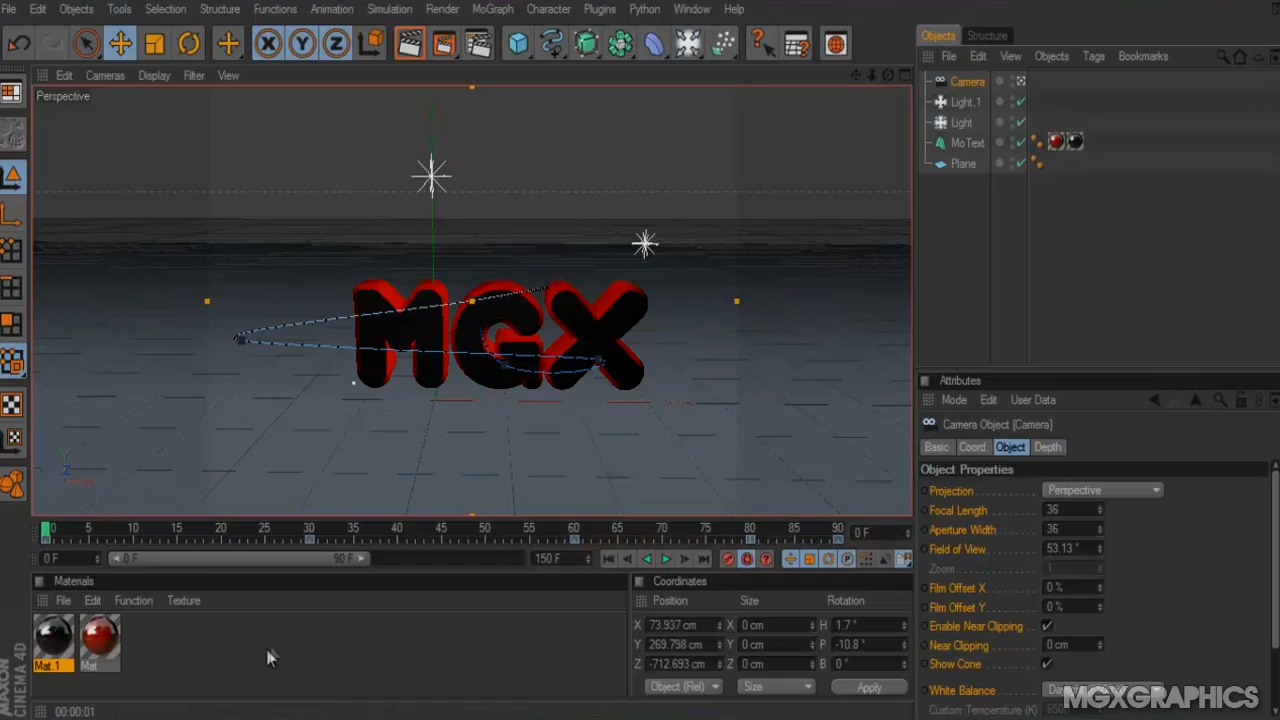 File Edit Objects Tools Selection Structure Functions Animation Simulation Render MoGraph Character Plugins Python Window Help
Objects Structure
File Edit View Objects Tags Bookmarks
Edit Cameras Display Filter View
Perspective
Camera
Light.1
Light
MoText
Plane
MGX
Attributes
Mode Edit User Data
Camera Object [Camera]
Basic Coord. Object Depth
Object Properties
Projection Perspective
Focal Length 36
Aperture Width 36
Field of View 53.13 °
Zoom 1
Film Offset X 0 %
Film Offset Y 0 %
Enable Near Clipping
Near Clipping 0 cm
Show Cone
White Balance
Custom Temperature (K)
0 5 10 15 20 25 30 35 40 45 50 55 60 65 70 75 80 85 90 0 F
0 F 0 F 90 F 150 F
Materials
File Edit Function Texture
Mat.1 Mat
Coordinates
Position Size Rotation
X 73.937 cm X 0 cm H 1.7 °
Y 269.798 cm Y 0 cm P -10.8 °
Z -712.693 cm Z 0 cm B 0 °
Object (Rel) Size Apply
MAXON CINEMA 4D
00:00:01
MGXGRAPHICS